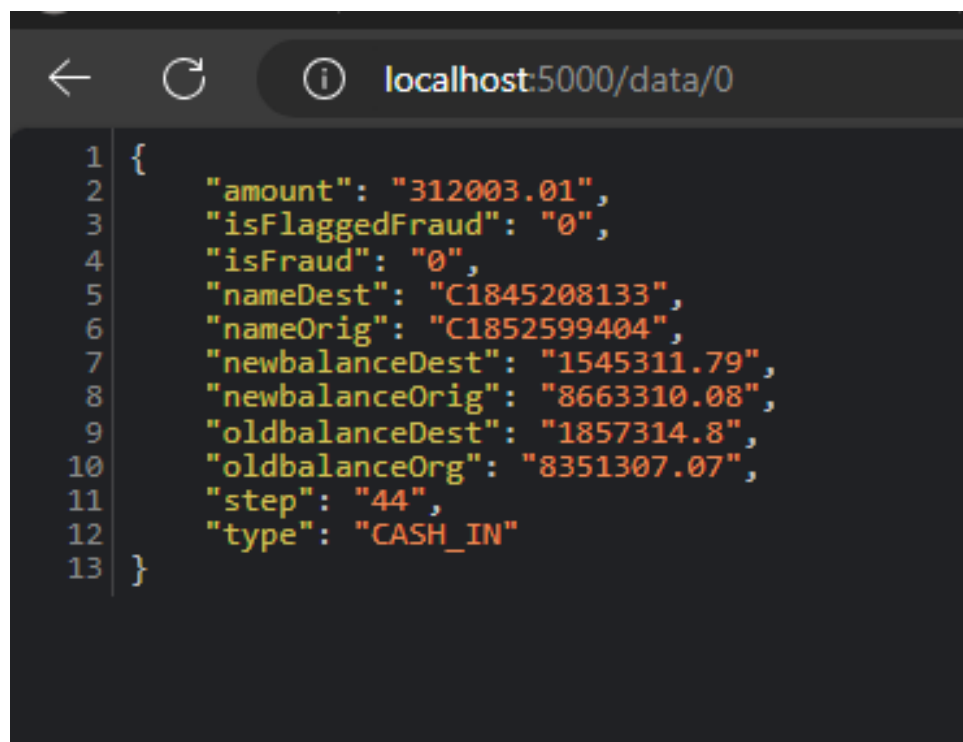 localhost:5000/data/0
1 {
2 "amount": "312003.01",
3 "isFlaggedFraud": "0",
4 "isFraud": "0",
5 "nameDest": "C1845208133",
6 "nameOrig": "C1852599404",
7 "newbalanceDest": "1545311.79",
8 "newbalanceOrig": "8663310.08",
9 "oldbalanceDest": "1857314.8",
10 "oldbalanceOrg": "8351307.07",
11 "step": "44",
12 "type": "CASH_IN"
13 }